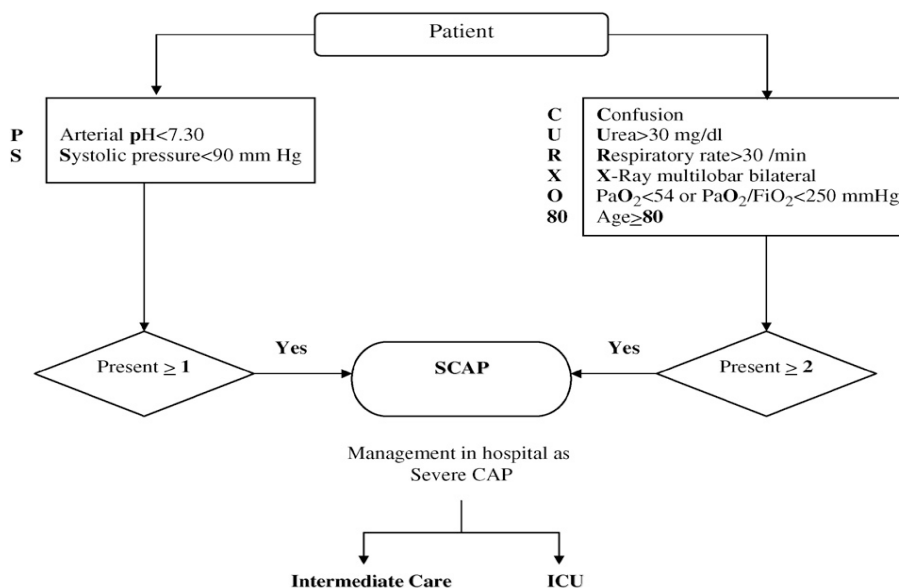 Patient
P Arterial pH<7.30
S Systolic pressure<90 mm Hg
C Confusion
U Urea>30 mg/dl
R Respiratory rate>30 /min
X X-Ray multilobar bilateral
O PaO₂<54 or PaO₂/FiO₂<250 mmHg
80 Age≥80
Present ≥ 1
Yes
SCAP
Yes
Present ≥ 2
Management in hospital as
Severe CAP
Intermediate Care
ICU